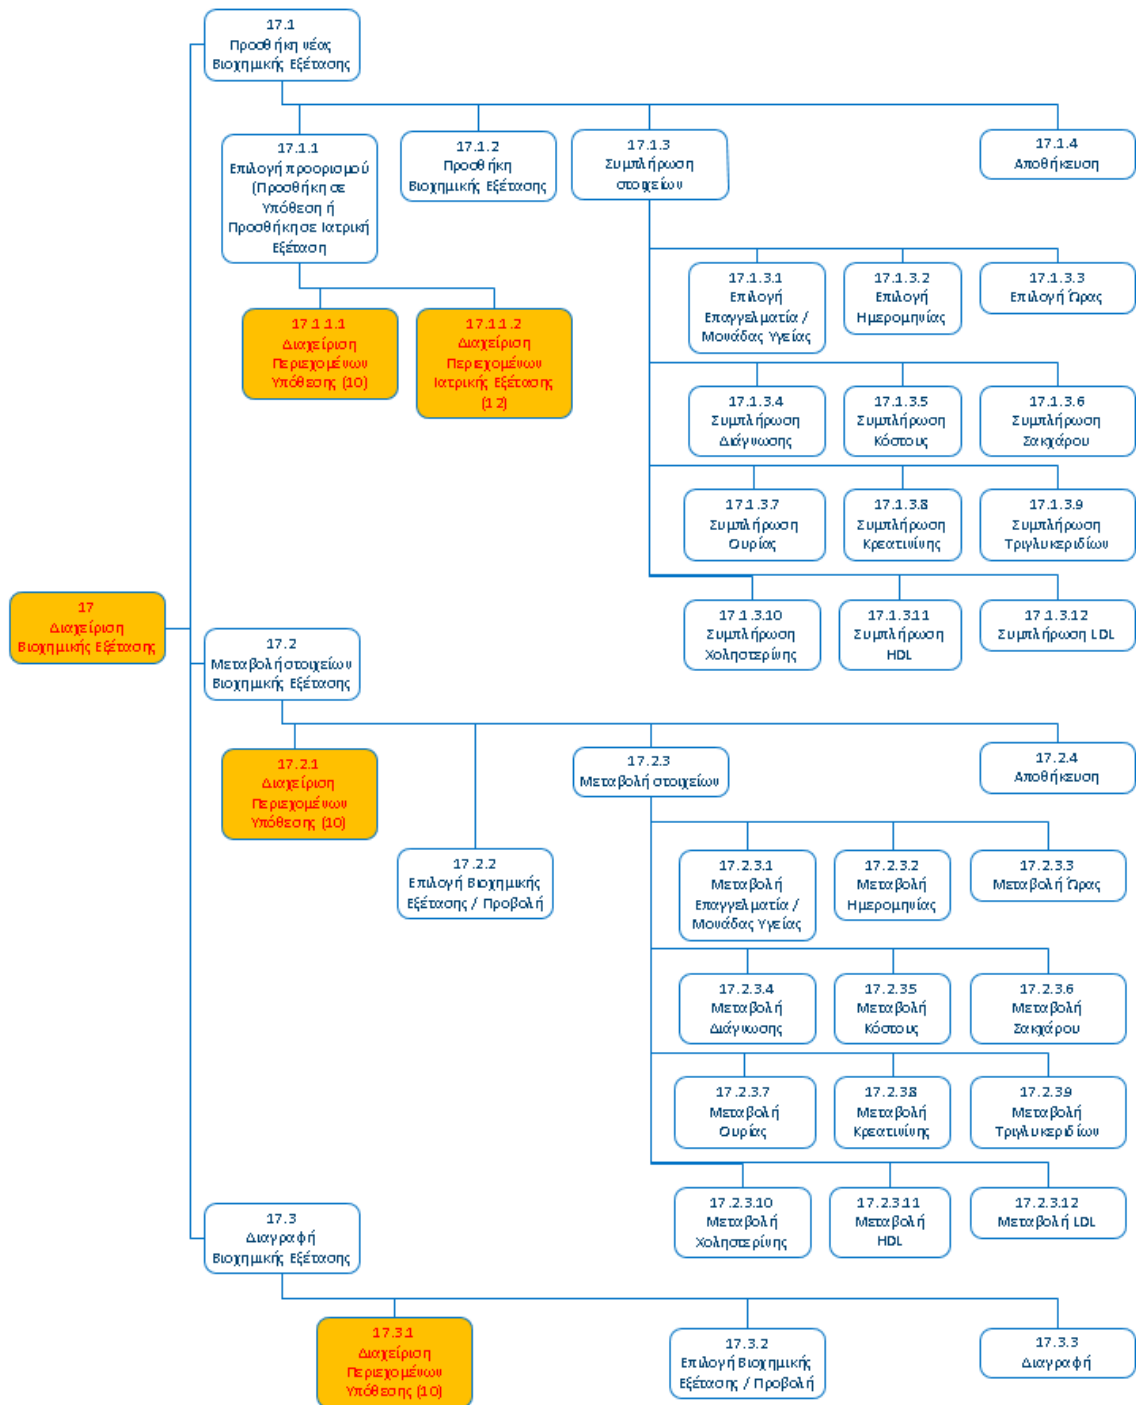 17.1
Προσθήκη νέας
Βιοχημικής Εξέτασης
17.1.1
Επιλογή προορισμού
(Προσθήκη σε
Υπόθεση ή
Προσθήκη σε Ιατρική
Εξέταση
17.1.2
Προσθήκη
Βιοχημικής Εξέτασης
17.1.3
Συμπλήρωση
στοιχείων
17.1.4
Αποθήκευση
17.1.1.1
Διαχείριση
Περιεχομένων
Υπόθεσης (10)
17.1.1.2
Διαχείριση
Περιεχομένων
Ιατρικής Εξέτασης
(12)
17.1.3.1
Επιλογή
Επαγγελματία /
Μονάδας Υγείας
17.1.3.2
Επιλογή
Ημερομηνίας
17.1.3.3
Επιλογή Ώρας
17.1.3.4
Συμπλήρωση
Διάγνωσης
17.1.3.5
Συμπλήρωση
Κόστους
17.1.3.6
Συμπλήρωση
Σακχάρου
17.1.3.7
Συμπλήρωση
Ουρίας
17.1.3.8
Συμπλήρωση
Κρεατινίνης
17.1.3.9
Συμπλήρωση
Τριγλυκεριδίων
17.1.3.10
Συμπλήρωση
Χοληστερίνης
17.1.3.11
Συμπλήρωση
HDL
17.1.3.12
Συμπλήρωση LDL
17
Διαχείριση
Βιοχημικής Εξέτασης
17.2
Μεταβολή στοιχείων
Βιοχημικής Εξέτασης
17.2.1
Διαχείριση
Περιεχομένων
Υπόθεσης (10)
17.2.2
Επιλογή Βιοχημικής
Εξέτασης / Προβολή
17.2.3
Μεταβολή στοιχείων
17.2.4
Αποθήκευση
17.2.3.1
Μεταβολή
Επαγγελματία /
Μονάδας Υγείας
17.2.3.2
Μεταβολή
Ημερομηνίας
17.2.3.3
Μεταβολή Ώρας
17.2.3.4
Μεταβολή
Διάγνωσης
17.2.3.5
Μεταβολή
Κόστους
17.2.3.6
Μεταβολή
Σακχάρου
17.2.3.7
Μεταβολή
Ουρίας
17.2.3.8
Μεταβολή
Κρεατινίνης
17.2.3.9
Μεταβολή
Τριγλυκεριδίων
17.2.3.10
Μεταβολή
Χοληστερίνης
17.2.3.11
Μεταβολή
HDL
17.2.3.12
Μεταβολή LDL
17.3
Διαγραφή
Βιοχημικής Εξέτασης
17.3.1
Διαχείριση
Περιεχομένων
Υπόθεσης (10)
17.3.2
Επιλογή Βιοχημικής
Εξέτασης / Προβολή
17.3.3
Διαγραφή